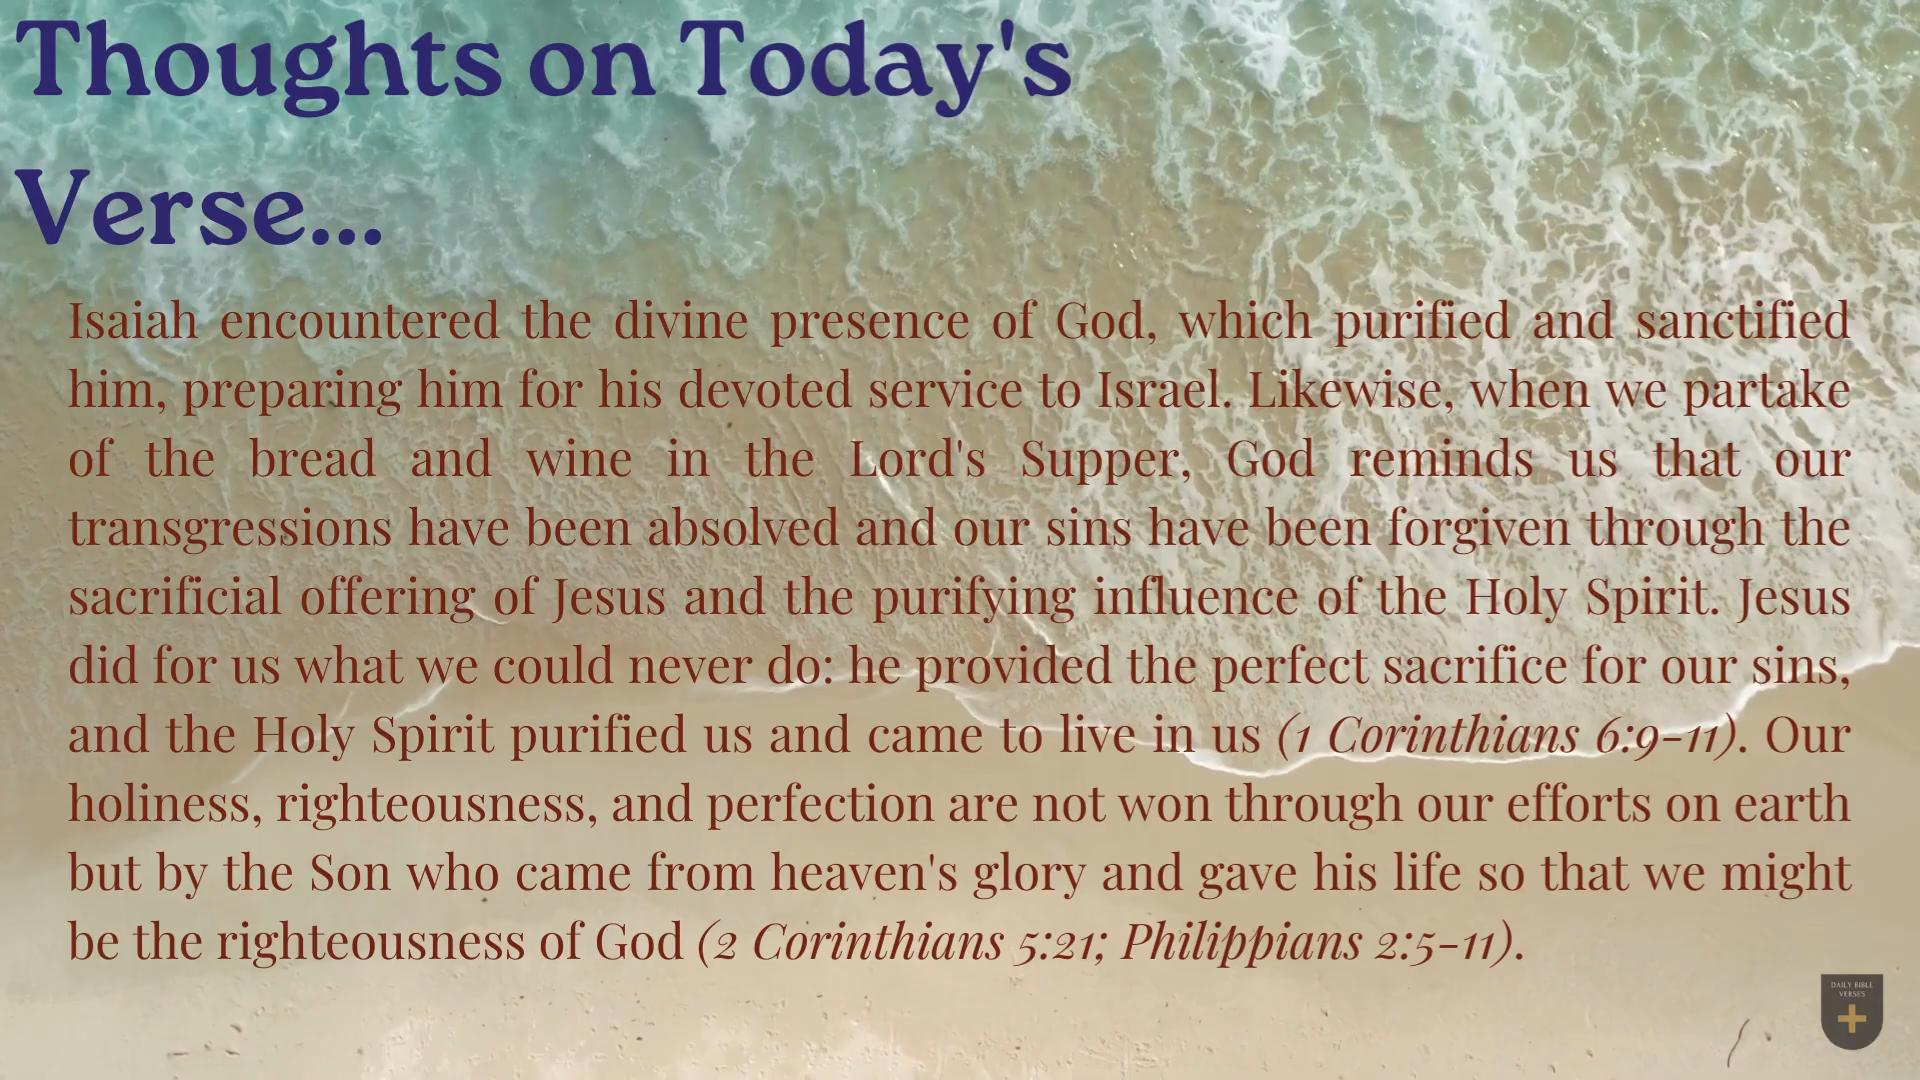 Thoughts on Today's
Verse...
Isaiah encountered the divine presence of God, which purified and sanctified
him, preparing him for his devoted service to Israel. Likewise, when we partake
of the bread and wine in the Lord's Supper, God reminds us that our
transgressions have been absolved and our sins have been forgiven through the
sacrificial offering of Jesus and the purifying influence of the Holy Spirit. Jesus
did for us what we could never do: he provided the perfect sacrifice for our sins,
and the Holy Spirit purified us and came to live in us (1 Corinthians 6:9-11). Our
holiness, righteousness, and perfection are not won through our efforts on earth
but by the Son who came from heaven's glory and gave his life so that we might
be the righteousness of God (2 Corinthians 5:21; Philippians 2:5-11).
DAILY BIBLE
VERSES